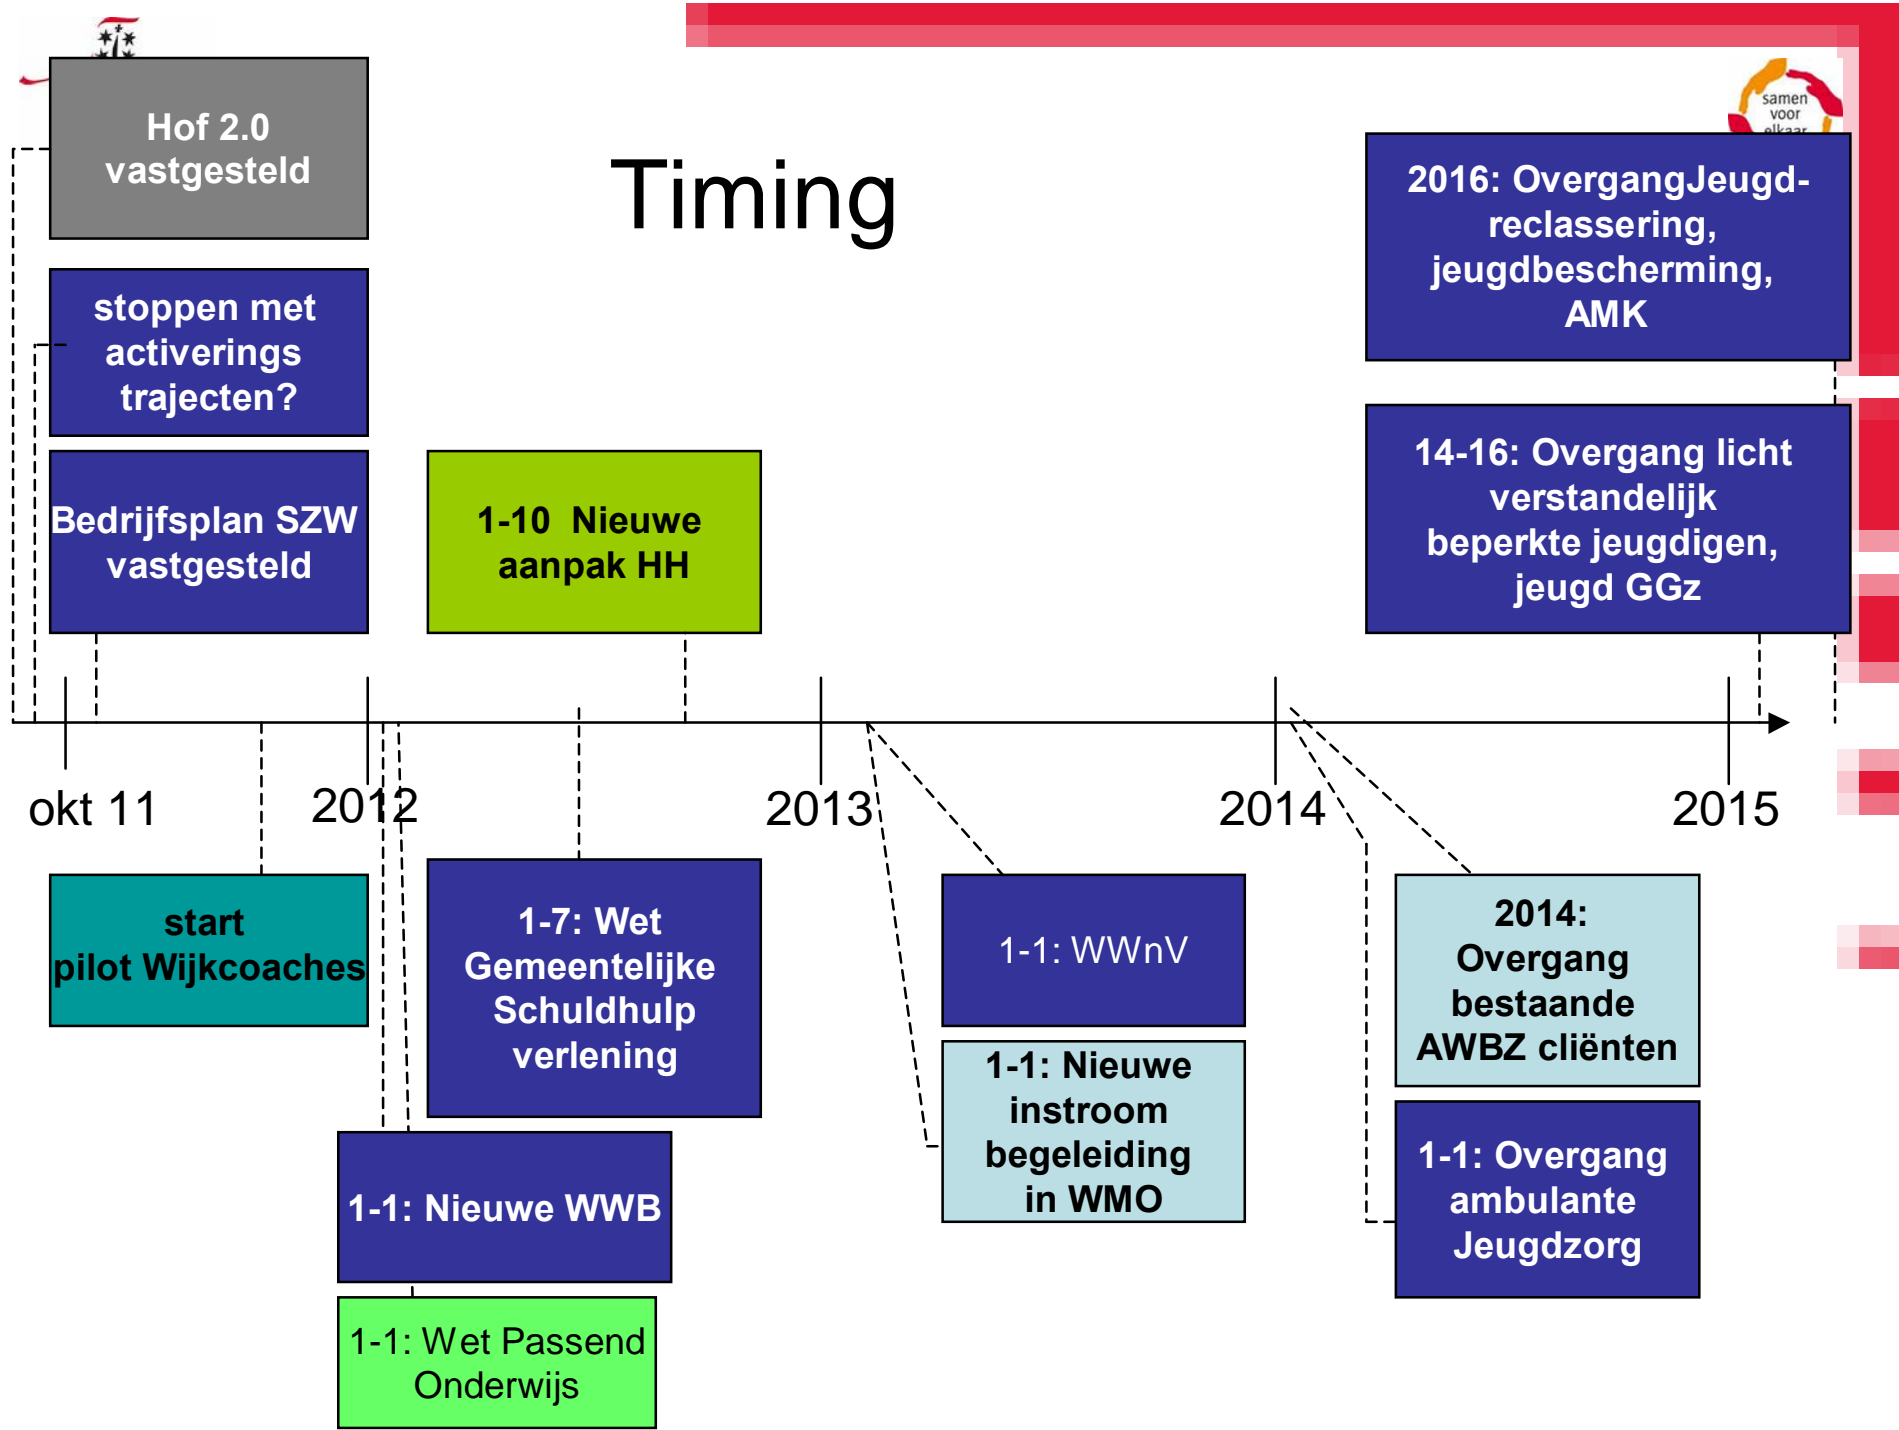 Timing
samen
voor
elkaar
Hof 2.0
vastgesteld
stoppen met
activerings
trajecten?
Bedrijfsplan SZW
vastgesteld
1-10  Nieuwe
aanpak HH
2016: OvergangJeugd-
reclassering,
jeugdbescherming,
AMK
14-16: Overgang licht
verstandelijk
beperkte jeugdigen,
jeugd GGz
okt 11
2012
2013
2014
2015
start
pilot Wijkcoaches
1-7: Wet
Gemeentelijke
Schuldhulp
verlening
1-1: Nieuwe WWB
1-1: Wet Passend
Onderwijs
1-1: WWnV
1-1: Nieuwe
instroom
begeleiding
in WMO
2014:
Overgang
bestaande
AWBZ cliënten
1-1: Overgang
ambulante
Jeugdzorg